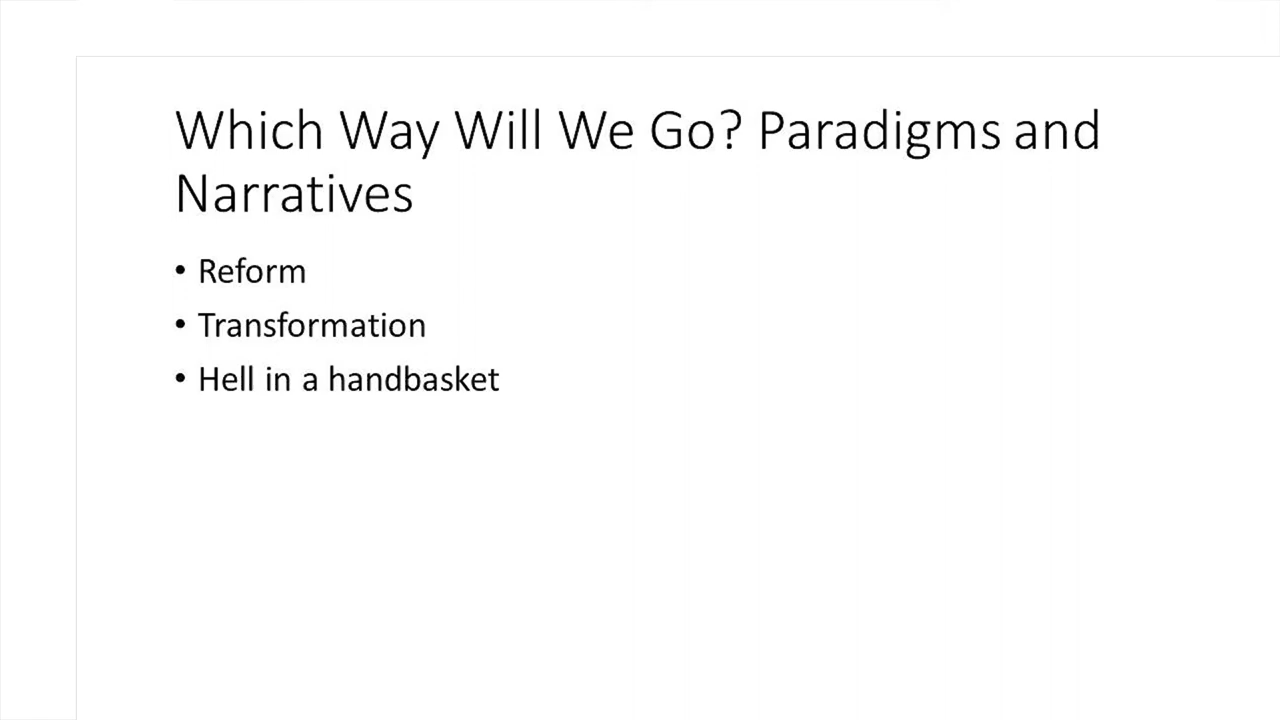 Which Way Will We Go? Paradigms and
Narratives
• Reform
• Transformation
• Hell in a handbasket